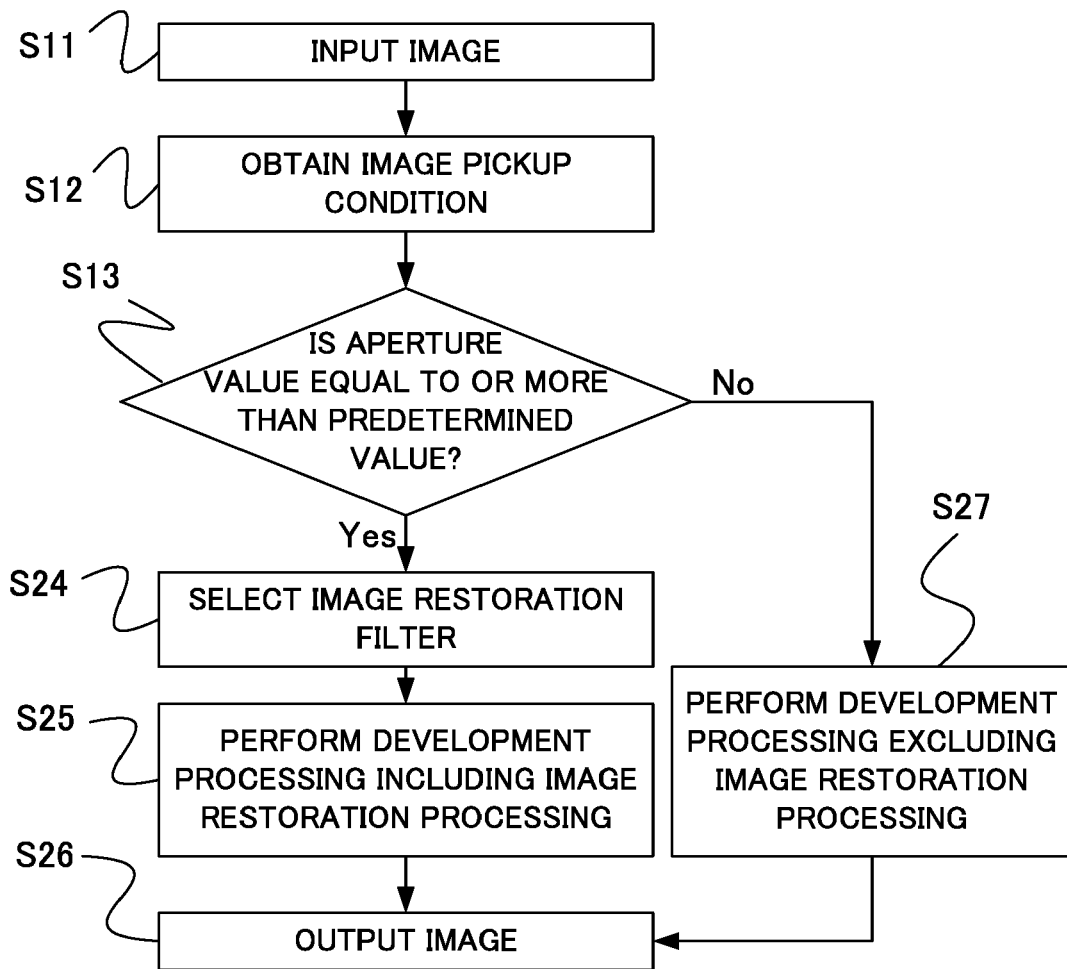 S11
INPUT IMAGE
S12
OBTAIN IMAGE PICKUP
CONDITION
S13
IS APERTURE
VALUE EQUAL TO OR MORE
THAN PREDETERMINED
VALUE?
No
Yes
S24
SELECT IMAGE RESTORATION
FILTER
S27
PERFORM DEVELOPMENT
PROCESSING EXCLUDING
IMAGE RESTORATION
PROCESSING
S25
PERFORM DEVELOPMENT
PROCESSING INCLUDING IMAGE
RESTORATION PROCESSING
S26
OUTPUT IMAGE